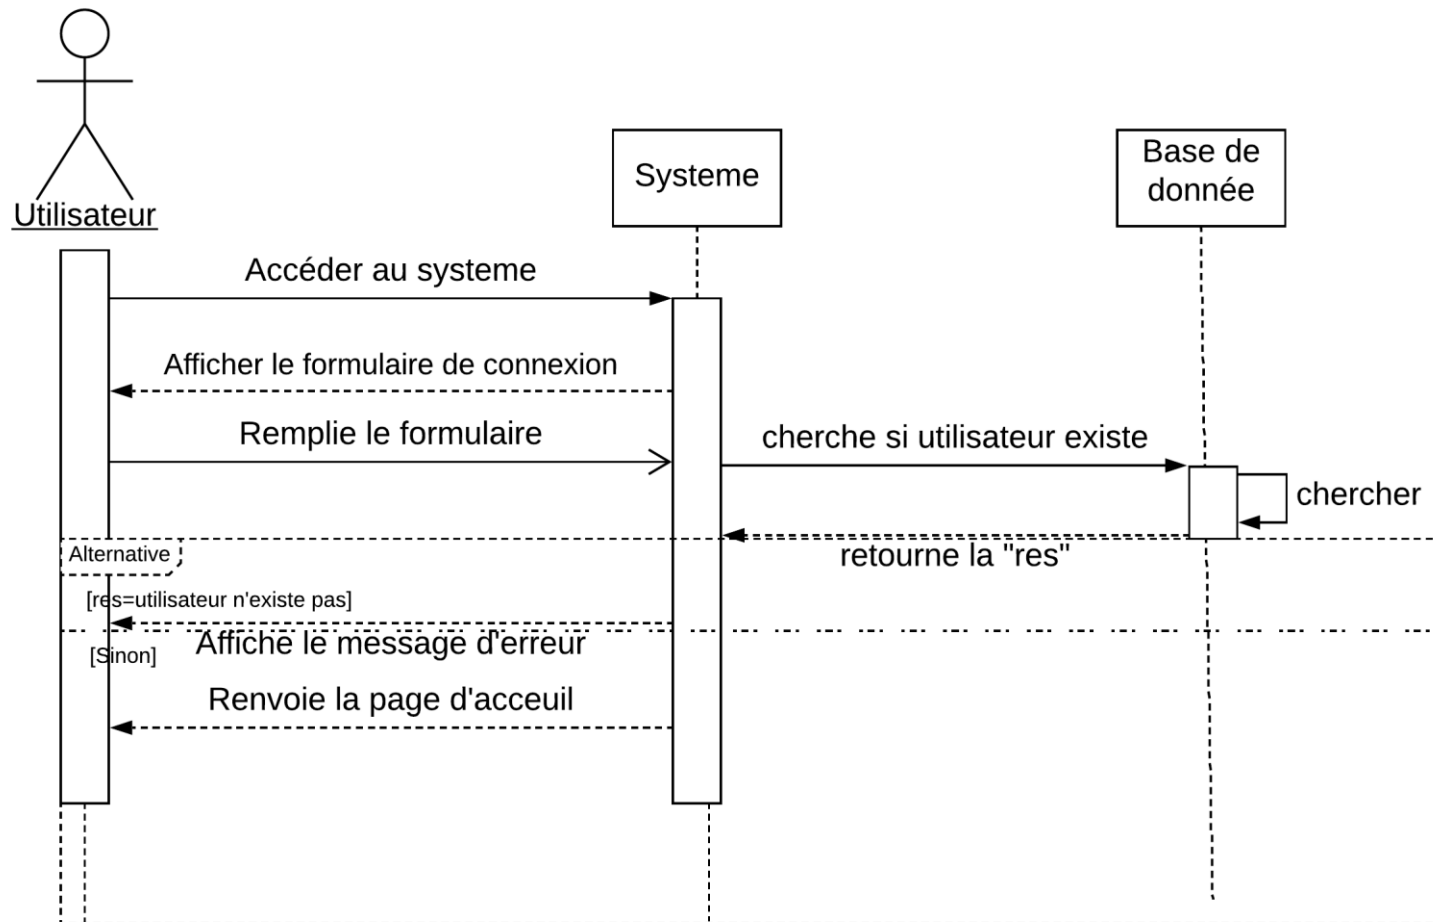 Utilisateur
Systeme
Base de
donnée
Accéder au systeme
Afficher le formulaire de connexion
Remplie le formulaire
cherche si utilisateur existe
chercher
retourne la "res"
Alternative
[res=utilisateur n'existe pas]
Affiche le message d'erreur
[Sinon]
Renvoie la page d'acceuil